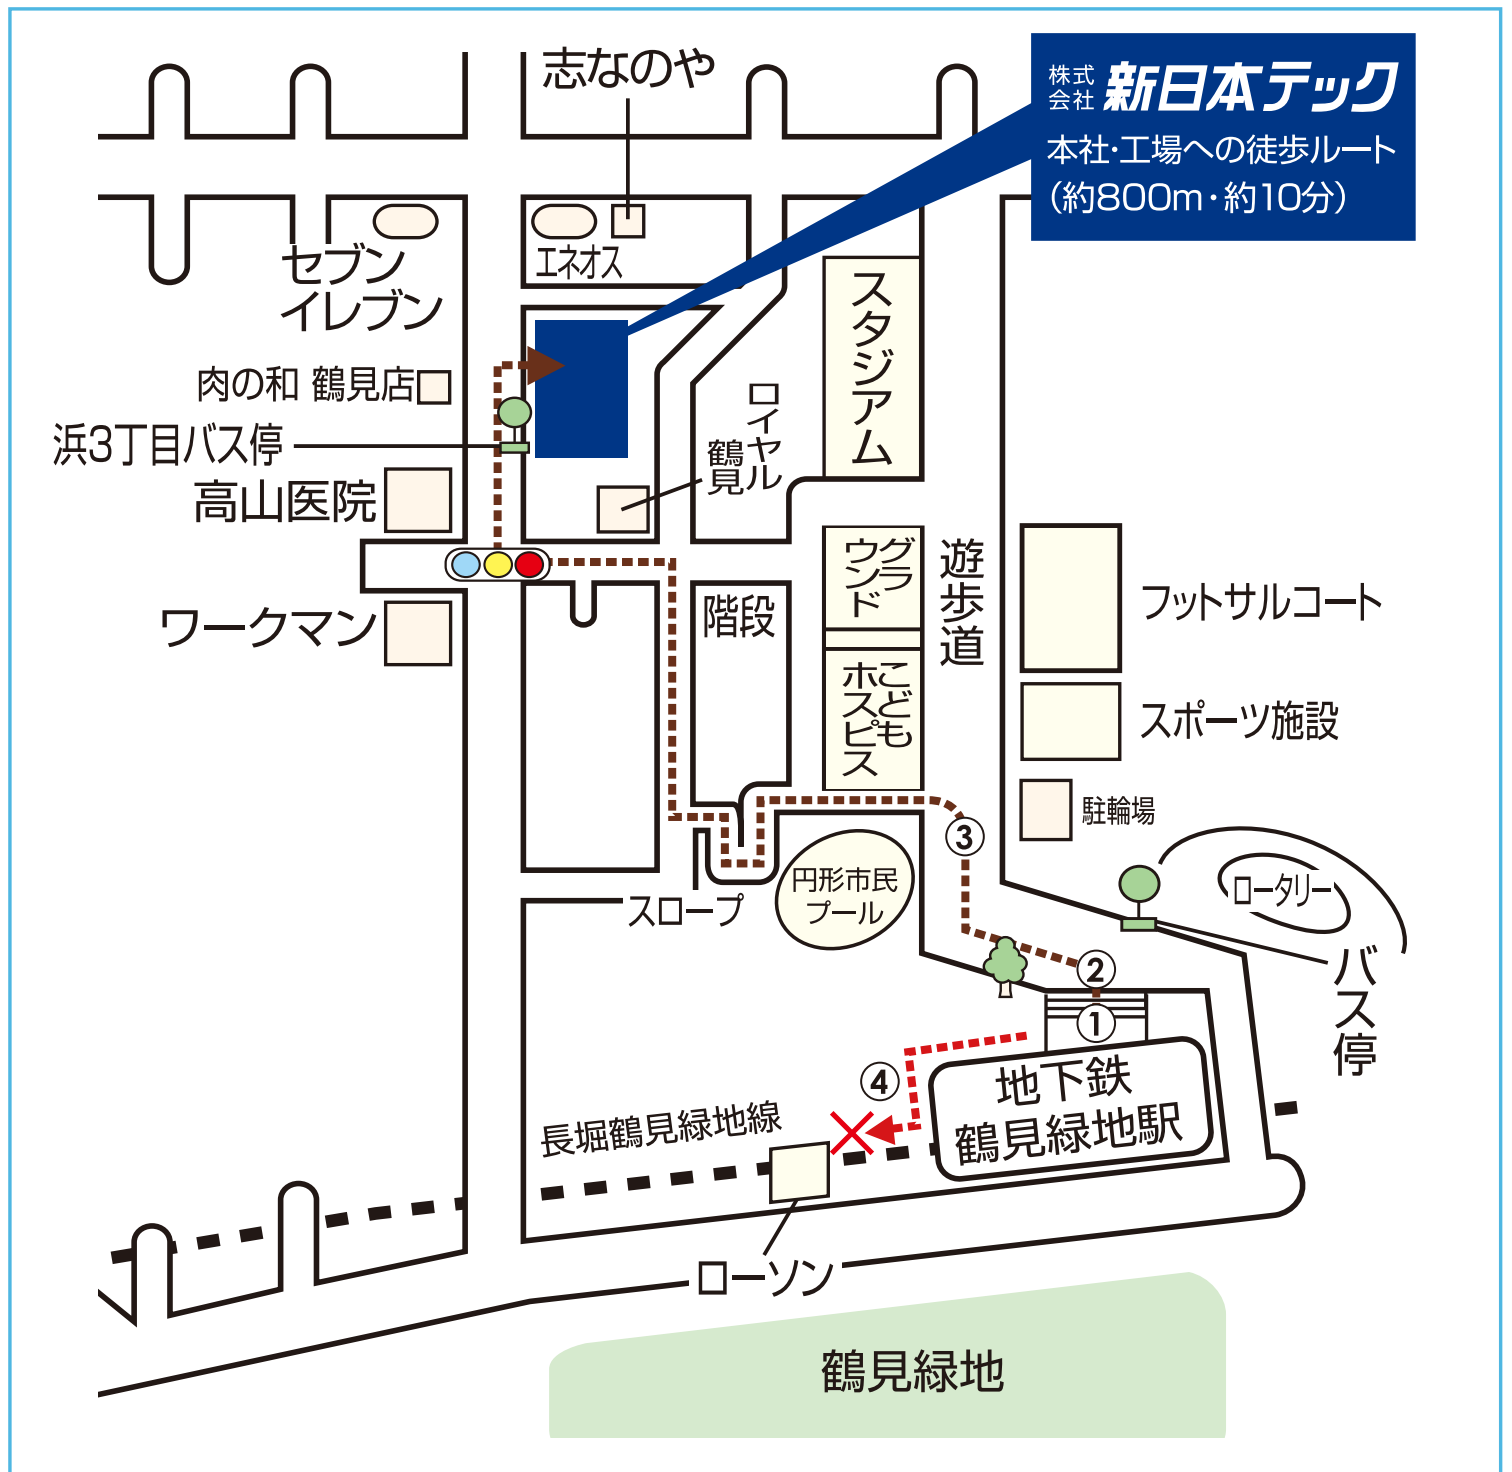 志なのや
株式
会社
新日本テック
本社・工場への徒歩ルート
（約800m・約10分）
セブン
イレブン
エネオス
スタジアム
肉の和 鶴見店
ロイヤル
鶴見
浜3丁目バス停
高山医院
グラ
ウンド
遊歩道
フットサルコート
ワークマン
階段
こども
ホスピス
スポーツ施設
駐輪場
③
円形市民
プール
ロータリー
スロープ
バス停
②
①
④
地下鉄
鶴見緑地駅
長堀鶴見緑地線
ローソン
鶴見緑地